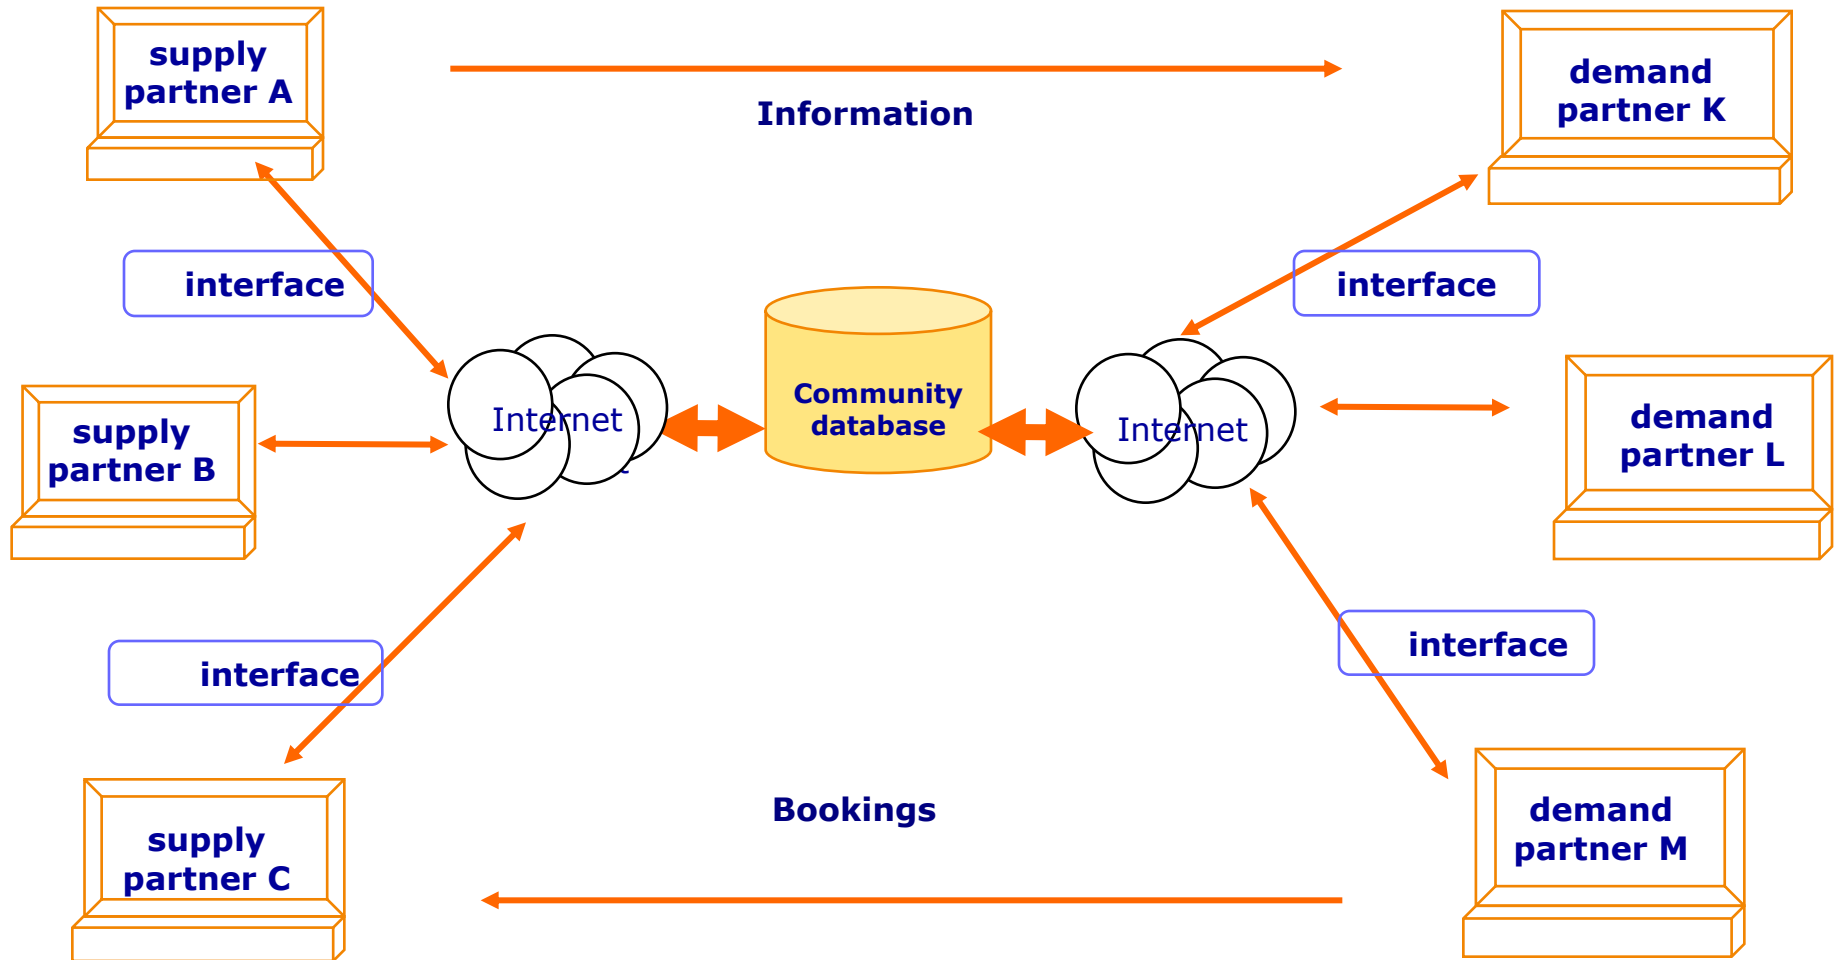 supply
partner A
Information
demand
partner K
interface
interface
Community
database
Internet
Internet
supply
partner B
demand
partner L
interface
interface
Bookings
supply
partner C
demand
partner M